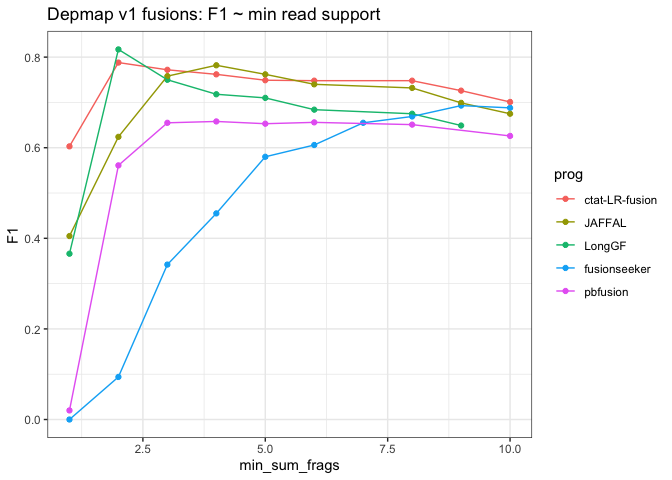 Depmap v1 fusions: F1 ~ min read support
F1
0.8
0.6
0.4
0.2
0.0
2.5
5.0
7.5
10.0
min_sum_frags
prog
ctat-LR-fusion
JAFFAL
LongGF
fusionseeker
pbfusion